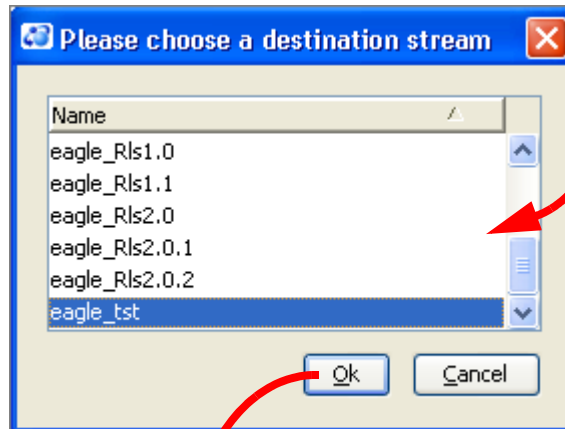 Please choose a destination stream
Name
eagle_Rls1.0
eagle_Rls1.1
eagle_Rls2.0
eagle_Rls2.0.1
eagle_Rls2.0.2
eagle_tst
Ok Cancel